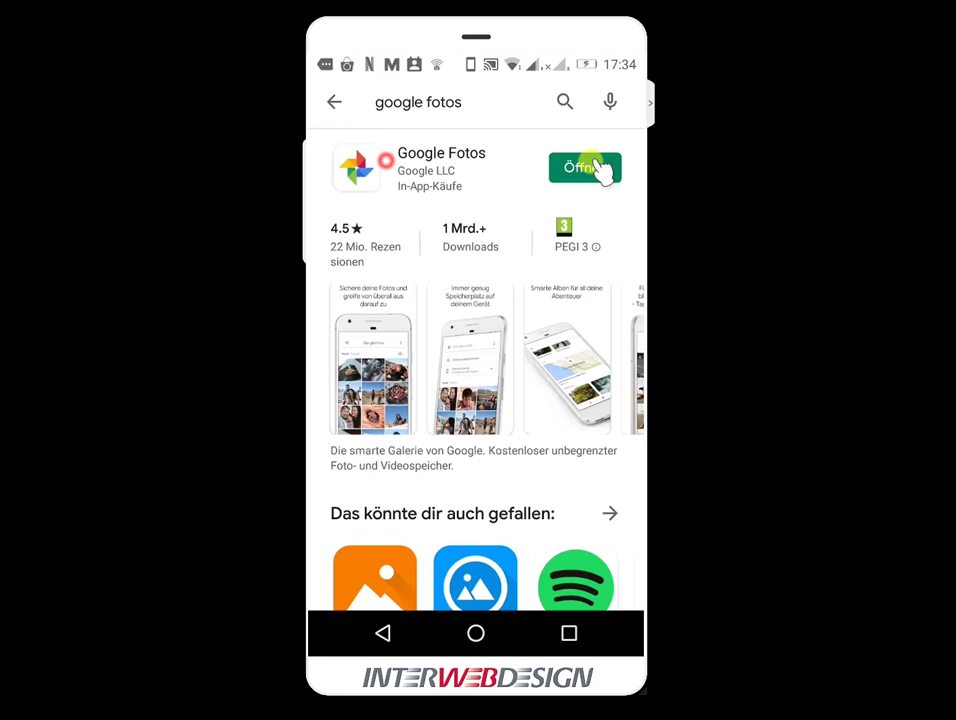 17:34
google fotos
Google Fotos
Google LLC
In-App-Käufe
4.5★
22 Mio. Rezen
sionen
1 Mrd.+
Downloads
3
PEGI 3
Sichere deine Fotos und
greife von überall aus
darauf zu
Immer genug
Speicherplatz auf
deinem Gerät
Smarte Alben für all deine
Abenteuer
Die smarte Galerie von Google. Kostenloser unbegrenzter
Foto- und Videospeicher.
Das könnte dir auch gefallen:
INTERWEBDESIGN